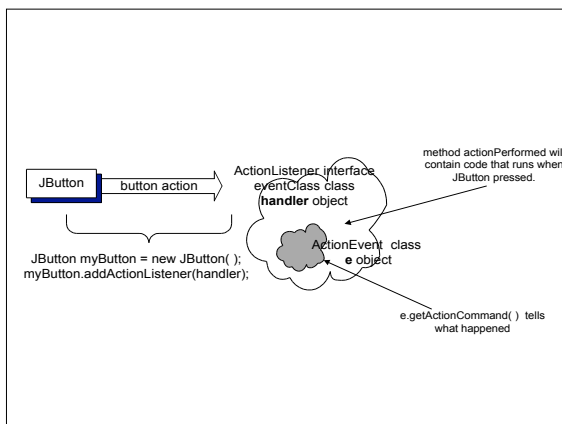 method actionPerformed wil
contain code that runs when
JButton pressed.
ActionListener interface
eventClass class
handler object
JButton
button action
ActionEvent class
e object
JButton myButton = new JButton( );
myButton.addActionListener(handler);
e.getActionCommand( ) tells
what happened